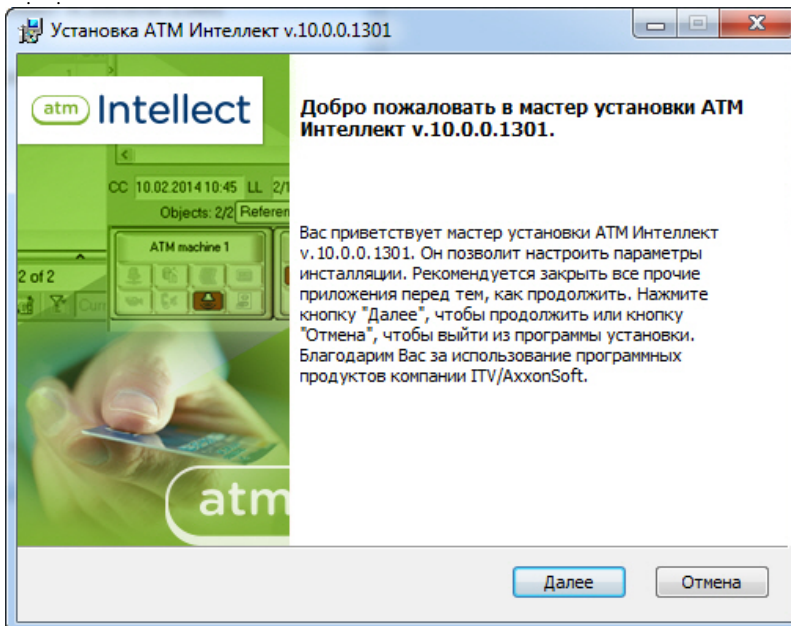 Установка АТМ Интеллект v.10.0.0.1301
atm Intellect
CC 10.02.2014 10:45 LL 2/1
Objects: 2/2 Referen
ATM machine 1
2 of 2
Curr
atm
Добро пожаловать в мастер установки АТМ
Интеллект v.10.0.0.1301.
Вас приветствует мастер установки АТМ Интеллект
v.10.0.0.1301. Он позволит настроить параметры
инсталляции. Рекомендуется закрыть все прочие
приложения перед тем, как продолжить. Нажмите
кнопку "Далее", чтобы продолжить или кнопку
"Отмена", чтобы выйти из программы установки.
Благодарим Вас за использование программных
продуктов компании ITV/AxxonSoft.
Далее Отмена